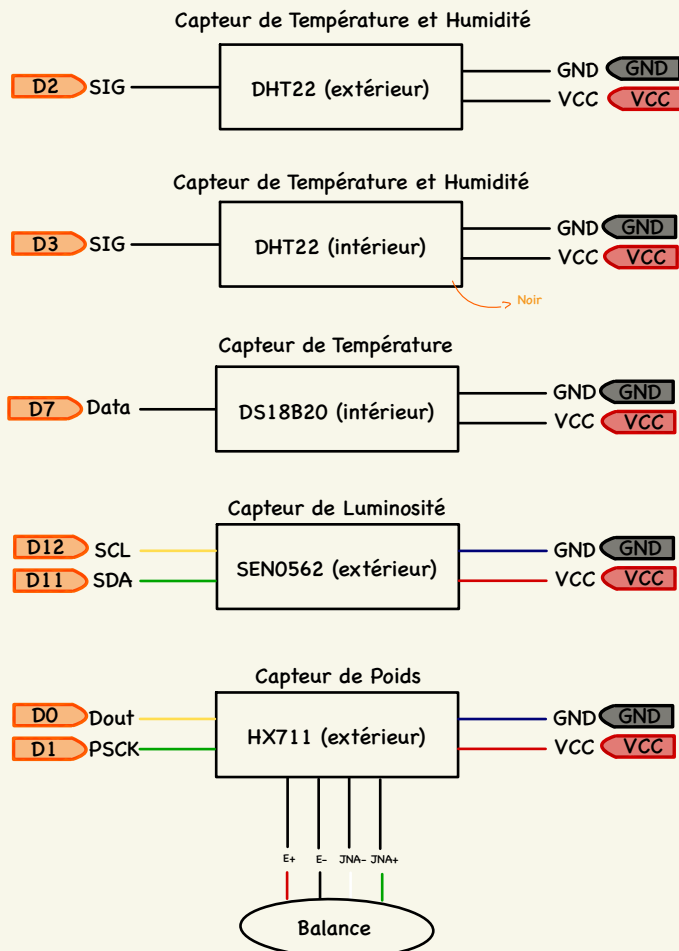 Capteur de Température et Humidité
D2 SIG DHT22 (extérieur) GND GND
VCC VCC
Capteur de Température et Humidité
D3 SIG DHT22 (intérieur) GND GND
VCC VCC
Noir
Capteur de Température
D7 Data DS18B20 (intérieur) GND GND
VCC VCC
Capteur de Luminosité
D12 SCL SEN0562 (extérieur) GND GND
D11 SDA VCC VCC
Capteur de Poids
D0 Dout HX711 (extérieur) GND GND
D1 PSCK VCC VCC
E+ E- JNA- JNA+
Balance